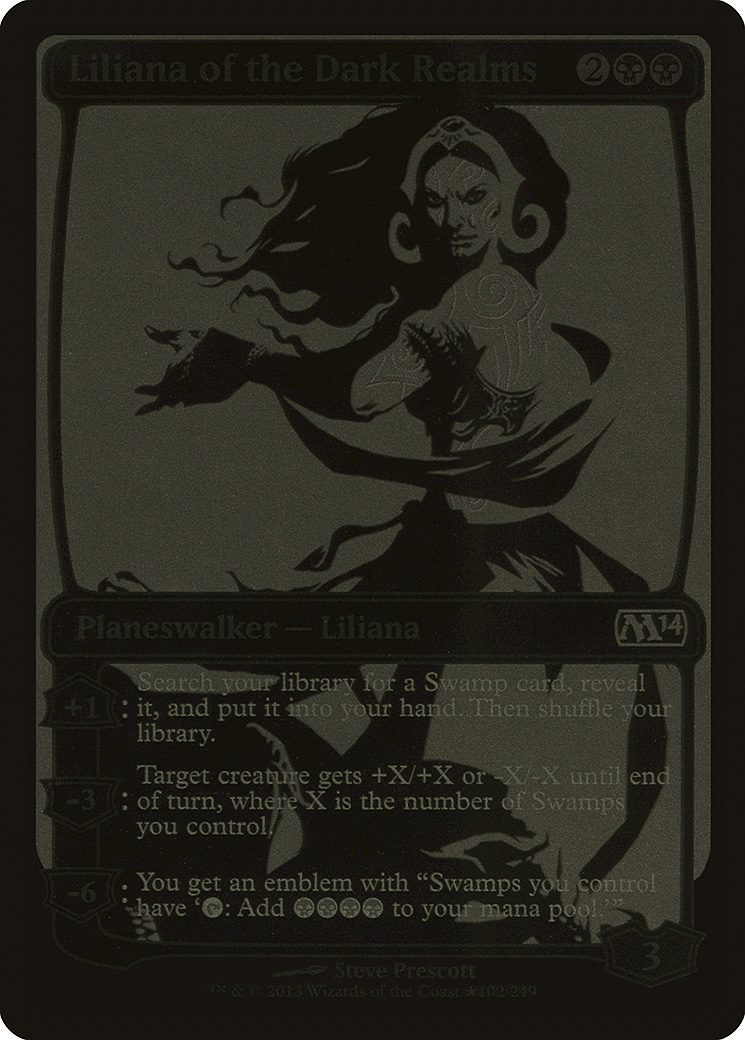 Liliana of the Dark Realms 2
Planeswalker — Liliana M14
+1: Search your library for a Swamp card, reveal
it, and put it into your hand. Then shuffle your
library.
-3: Target creature gets +X/+X or -X/-X until end
of turn, where X is the number of Swamps
you control.
-6: You get an emblem with “Swamps you control
have ‘: Add to your mana pool.’”
3
Steve Prescott
™ & © 2013 Wizards of the Coast ★102/249